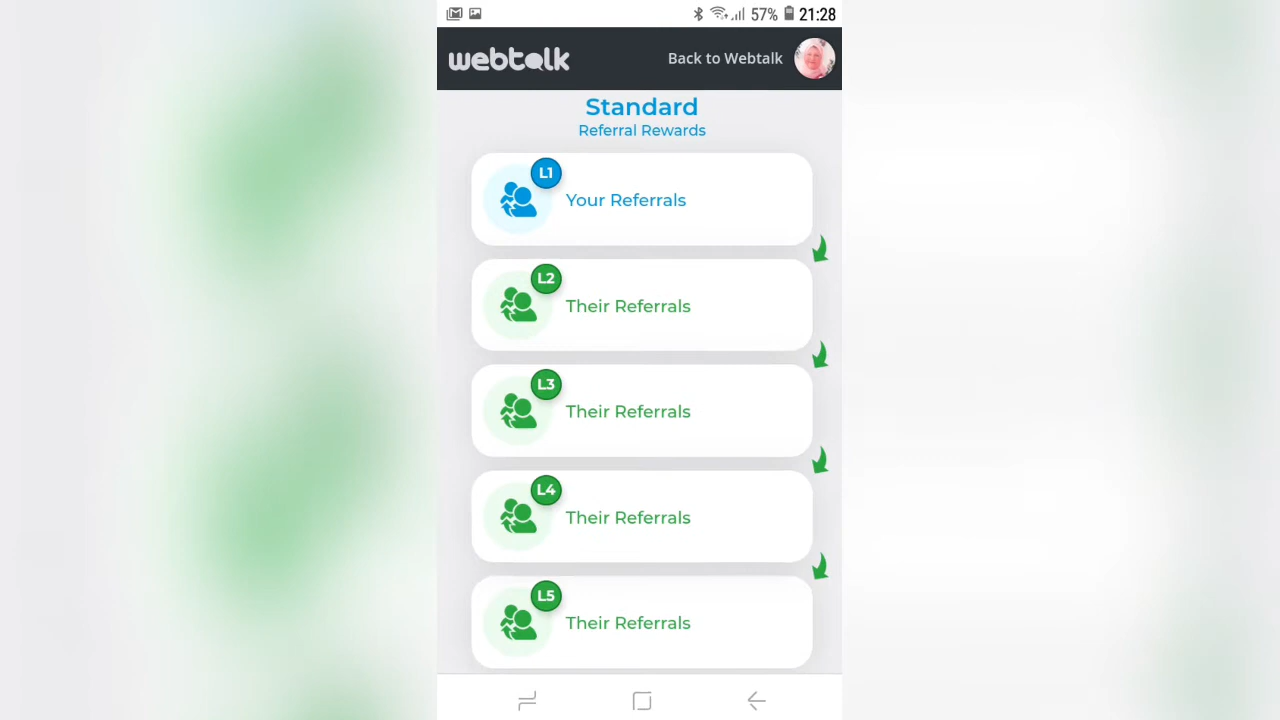 57% 21:28
webtalk Back to Webtalk
Standard
Referral Rewards
L1
Your Referrals
L2
Their Referrals
L3
Their Referrals
L4
Their Referrals
L5
Their Referrals